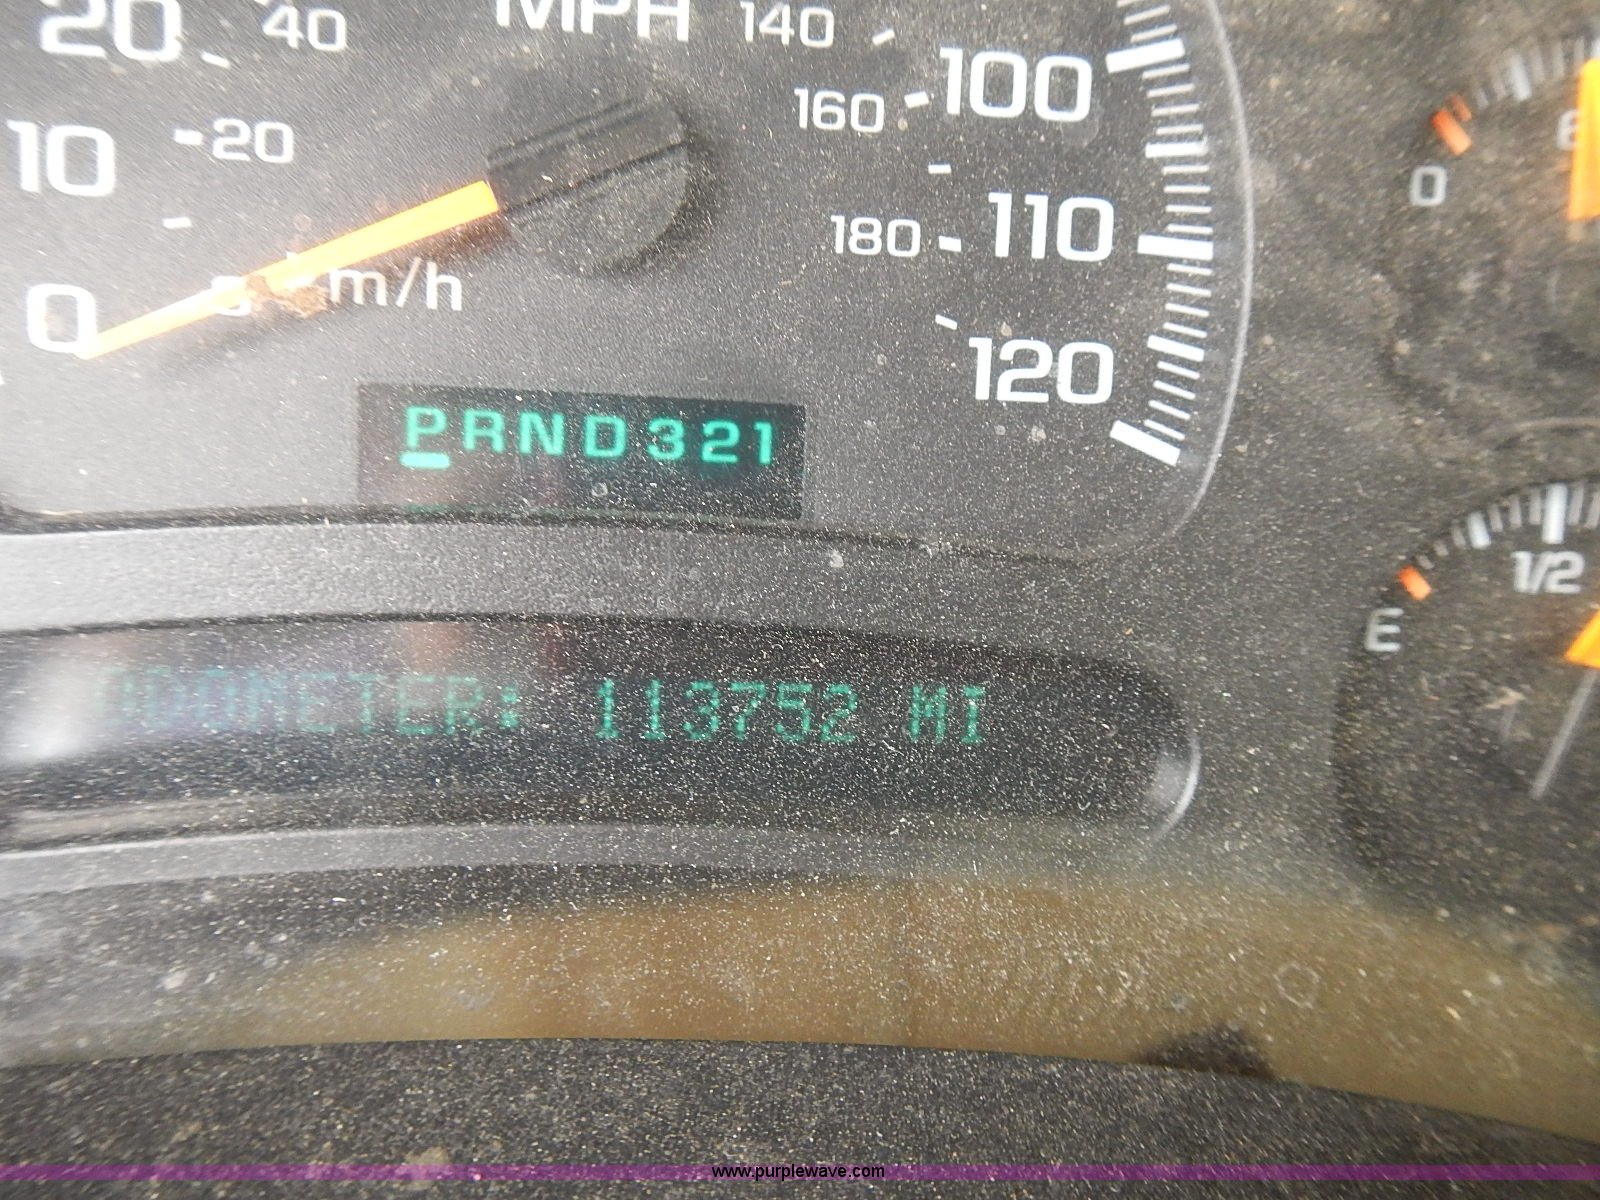 20 40 MPH 140 100
10 20 160
0 km/h 180 110
120
0
PRND321
E 1/2
ODOMETER: 113752 MI
www.purplewave.com